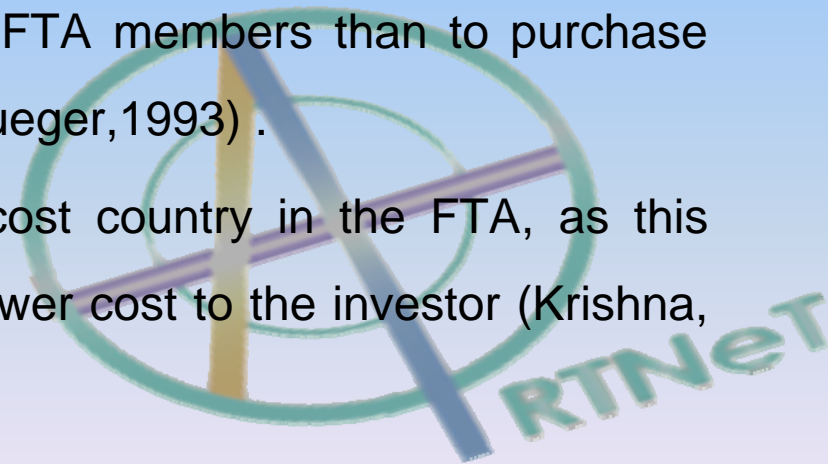 FTA members than to purchase
ueger,1993) .
cost country in the FTA, as this
wer cost to the investor (Krishna,
RTNeT